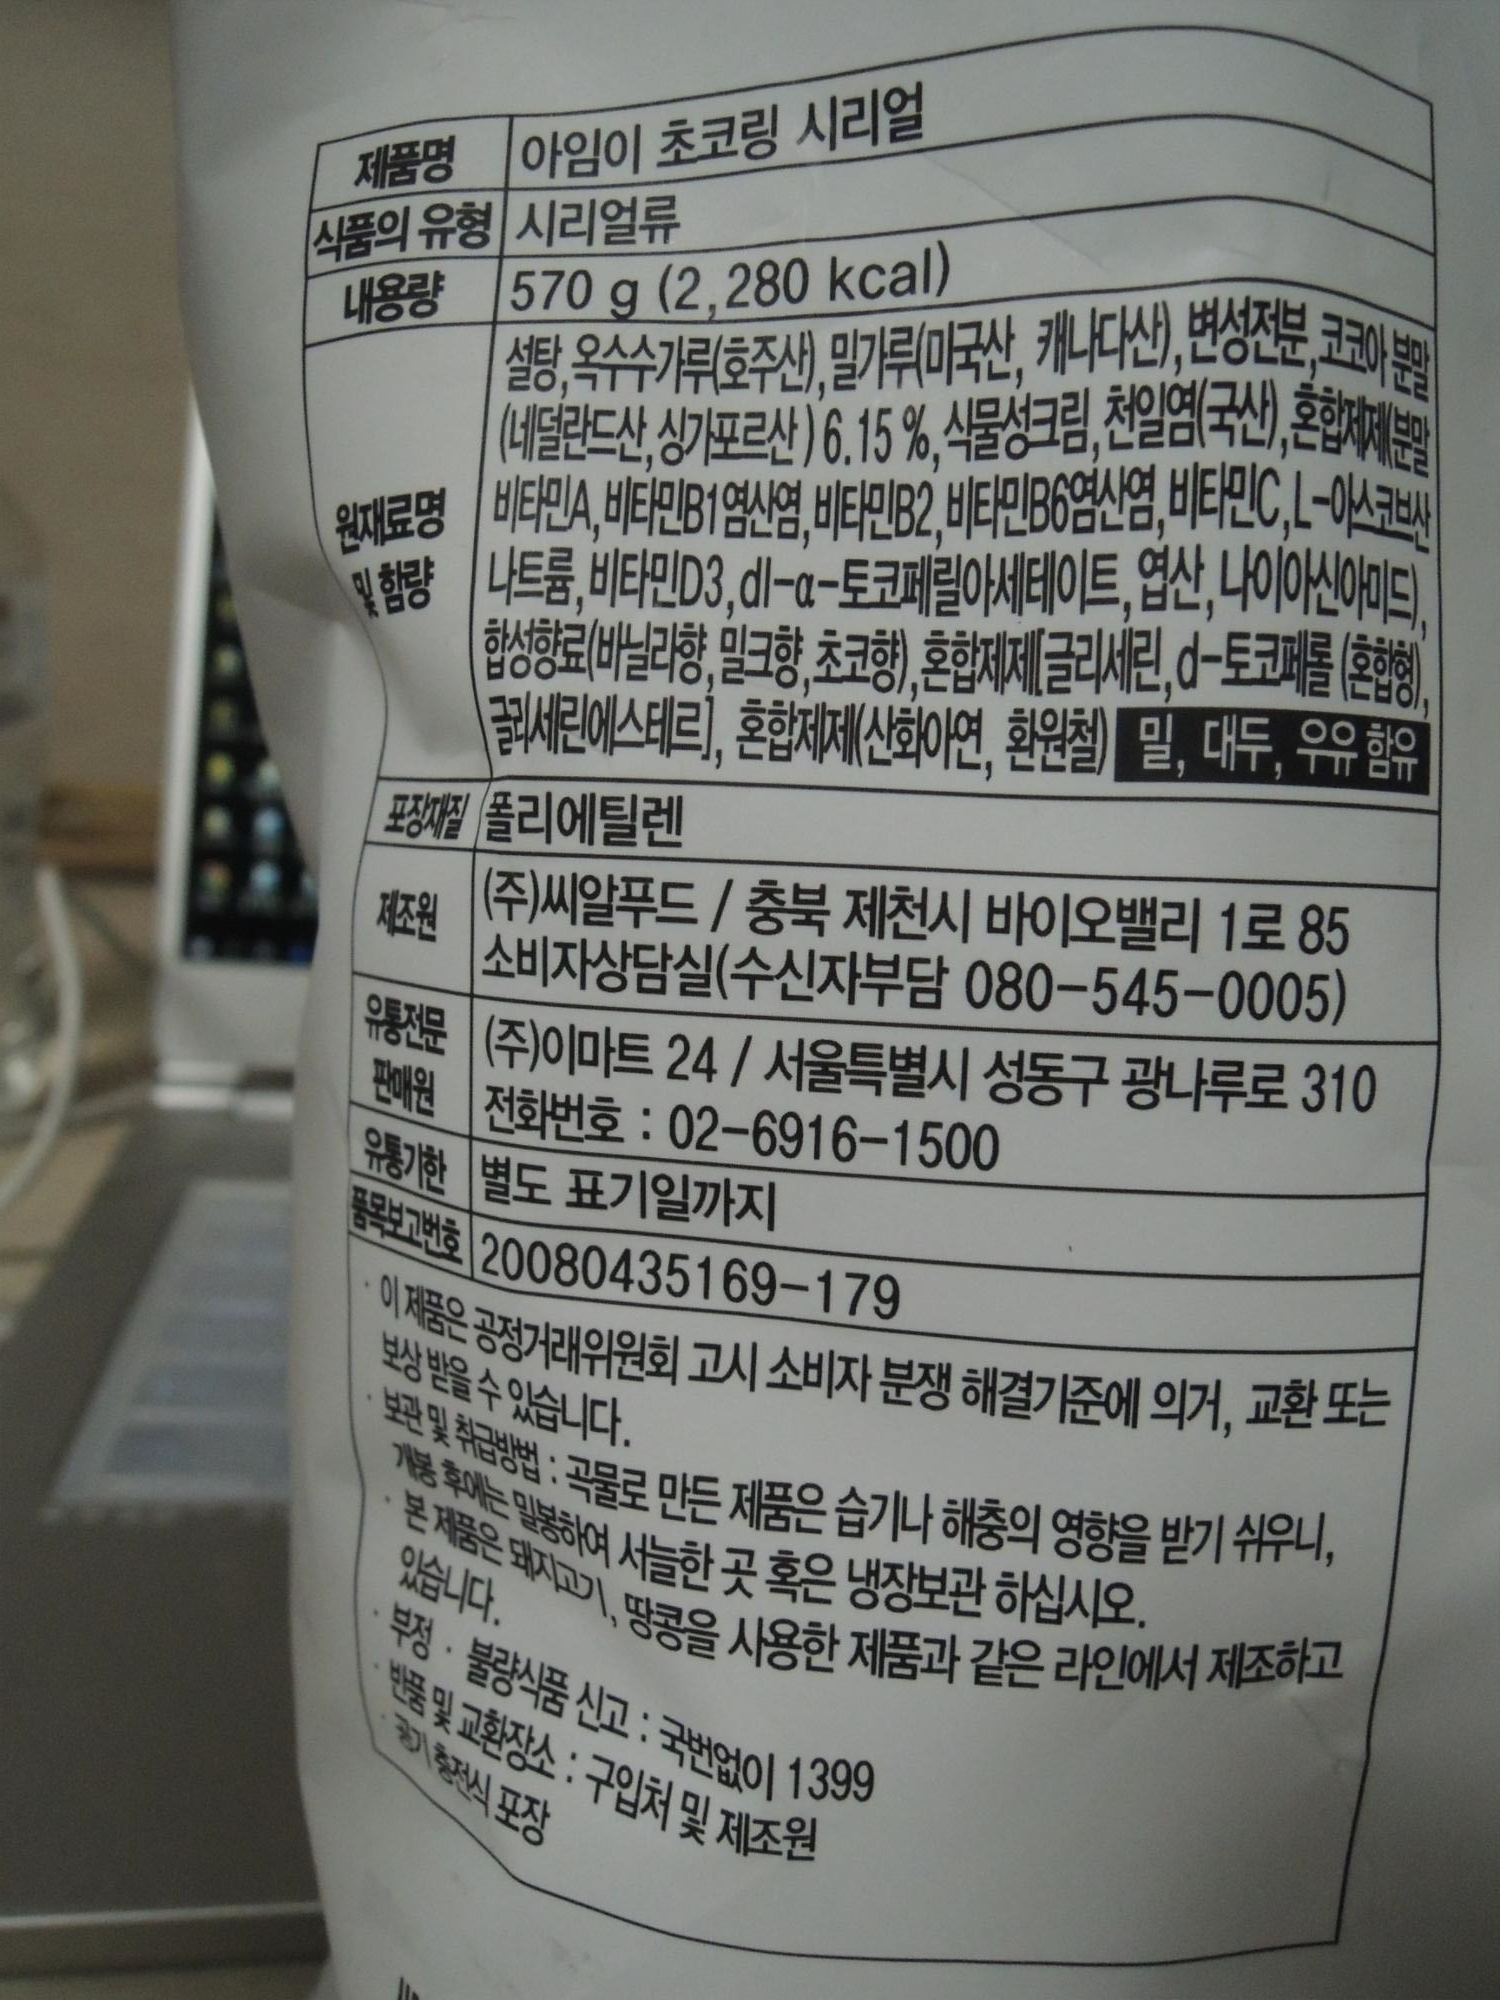 제품명 아임이 초코링 시리얼
식품의 유형 시리얼류
내용량 570 g (2,280 kcal)
원재료명 및 함량
설탕, 옥수수가루(호주산), 밀가루(미국산, 캐나다산), 변성전분, 코코아 분말
(네덜란드산, 싱가포르산) 6.15 %, 식물성크림, 천일염(국산), 혼합제제(분말
비타민A, 비타민B1염산염, 비타민B2, 비타민B6염산염, 비타민C, L-아스코브산
나트륨, 비타민D3, dl-α-토코페릴아세테이트, 엽산, 나이아신아미드),
합성향료(바닐라향, 밀크향, 초코향), 혼합제제[글리세린, d-토코페롤 (혼합형),
글리세린에스테르], 혼합제제(산화아연, 환원철) 밀, 대두, 우유 함유
포장재질 폴리에틸렌
제조원 (주)씨알푸드 / 충북 제천시 바이오밸리 1로 85
소비자상담실(수신자부담 080-545-0005)
유통전문 (주)이마트 24 / 서울특별시 성동구 광나루로 310
판매원 전화번호 : 02-6916-1500
유통기한 별도 표기일까지
품목보고번호 20080435169-179
· 이 제품은 공정거래위원회 고시 소비자 분쟁 해결기준에 의거, 교환 또는
보상 받을 수 있습니다.
· 보관 및 취급방법 : 곡물로 만든 제품은 습기나 해충의 영향을 받기 쉬우니,
개봉 후에는 밀봉하여 서늘한 곳 혹은 냉장보관 하십시오.
· 본 제품은 돼지고기, 땅콩을 사용한 제품과 같은 라인에서 제조하고
있습니다.
· 부정 · 불량식품 신고 : 국번없이 1399
· 반품 및 교환장소 : 구입처 및 제조원
· 공기 충전식 포장